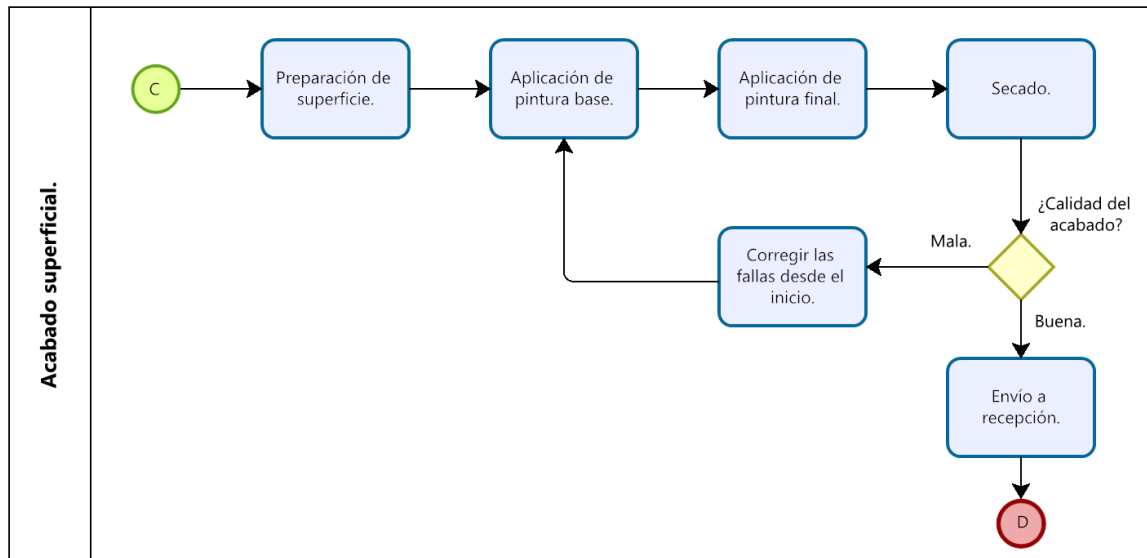 Acabado superficial.
C
Preparación de
superficie.
Aplicación de
pintura base.
Aplicación de
pintura final.
Secado.
¿Calidad del
acabado?
Mala.
Corregir las
fallas desde el
inicio.
Buena.
Envío a
recepción.
D